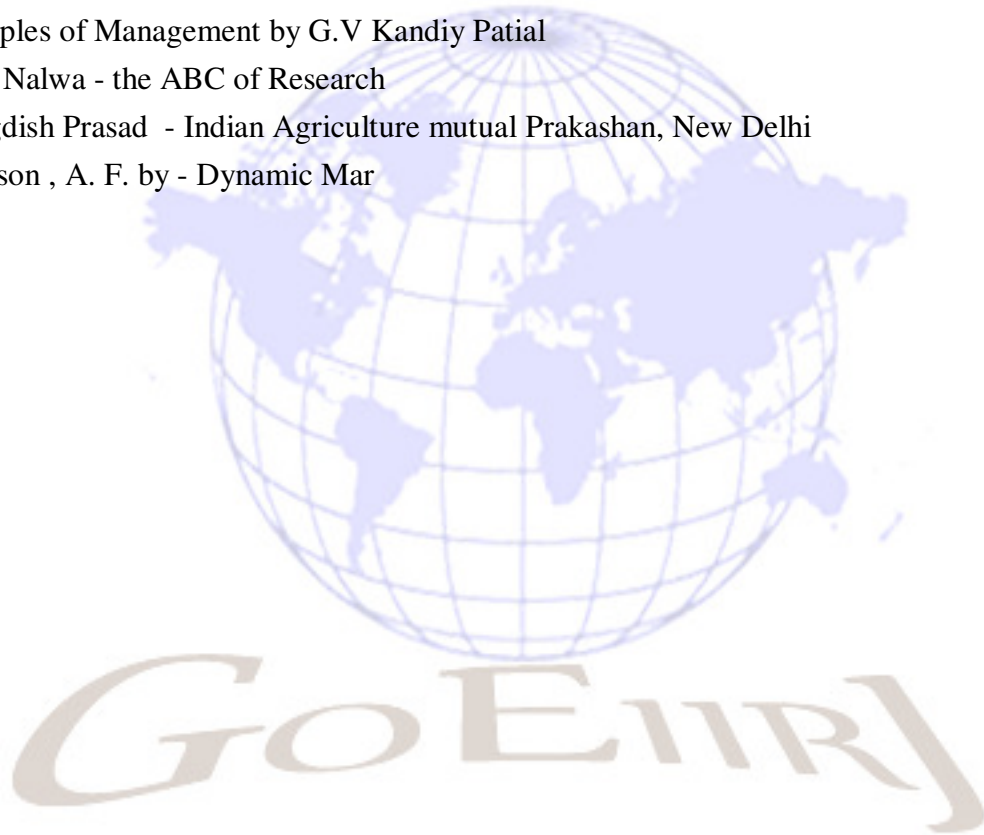 ples of Management by G.V Kandiy Patial
Nalwa - the ABC of Research
gdish Prasad - Indian Agriculture mutual Prakashan, New Delhi
son , A. F. by - Dynamic Mar
GOEIIRJ